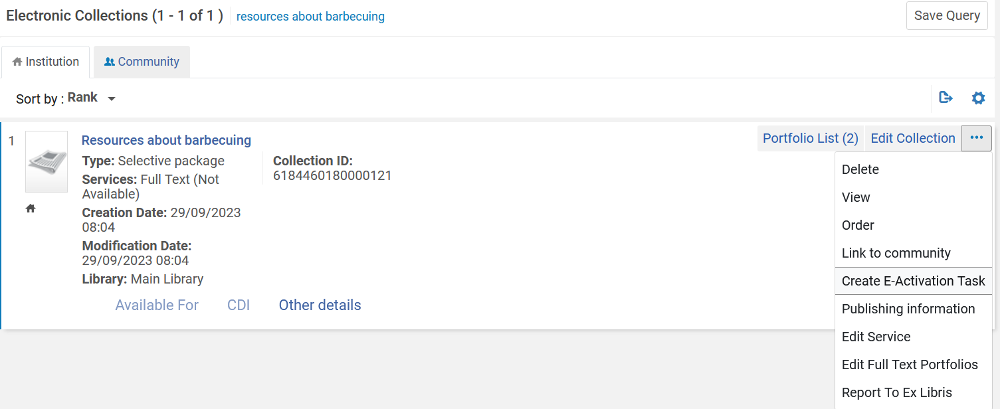 Electronic Collections (1 - 1 of 1 ) resources about barbecuing Save Query
Institution Community
Sort by : Rank
1 Resources about barbecuing Portfolio List (2) Edit Collection ...
Type: Selective package
Services: Full Text (Not
Available)
Creation Date: 29/09/2023
08:04
Modification Date:
29/09/2023 08:04
Library: Main Library
Collection ID:
6184460180000121
Available For CDI Other details
Delete
View
Order
Link to community
Create E-Activation Task
Publishing information
Edit Service
Edit Full Text Portfolios
Report To Ex Libris